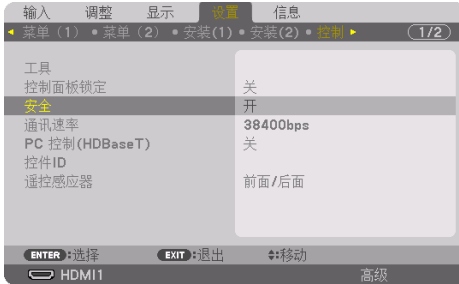 输入 调整 显示 设置 信息
◄ 菜单（1） ● 菜单（2） ● 安装(1) ● 安装(2) ● 控制 ► (1/2)
工具
控制面板锁定 关
安全 开
通讯速率 38400bps
PC 控制(HDBaseT) 关
控件ID
遥控感应器 前面/后面
ENTER:选择 EXIT:退出 ◆:移动
HDMI1 高级